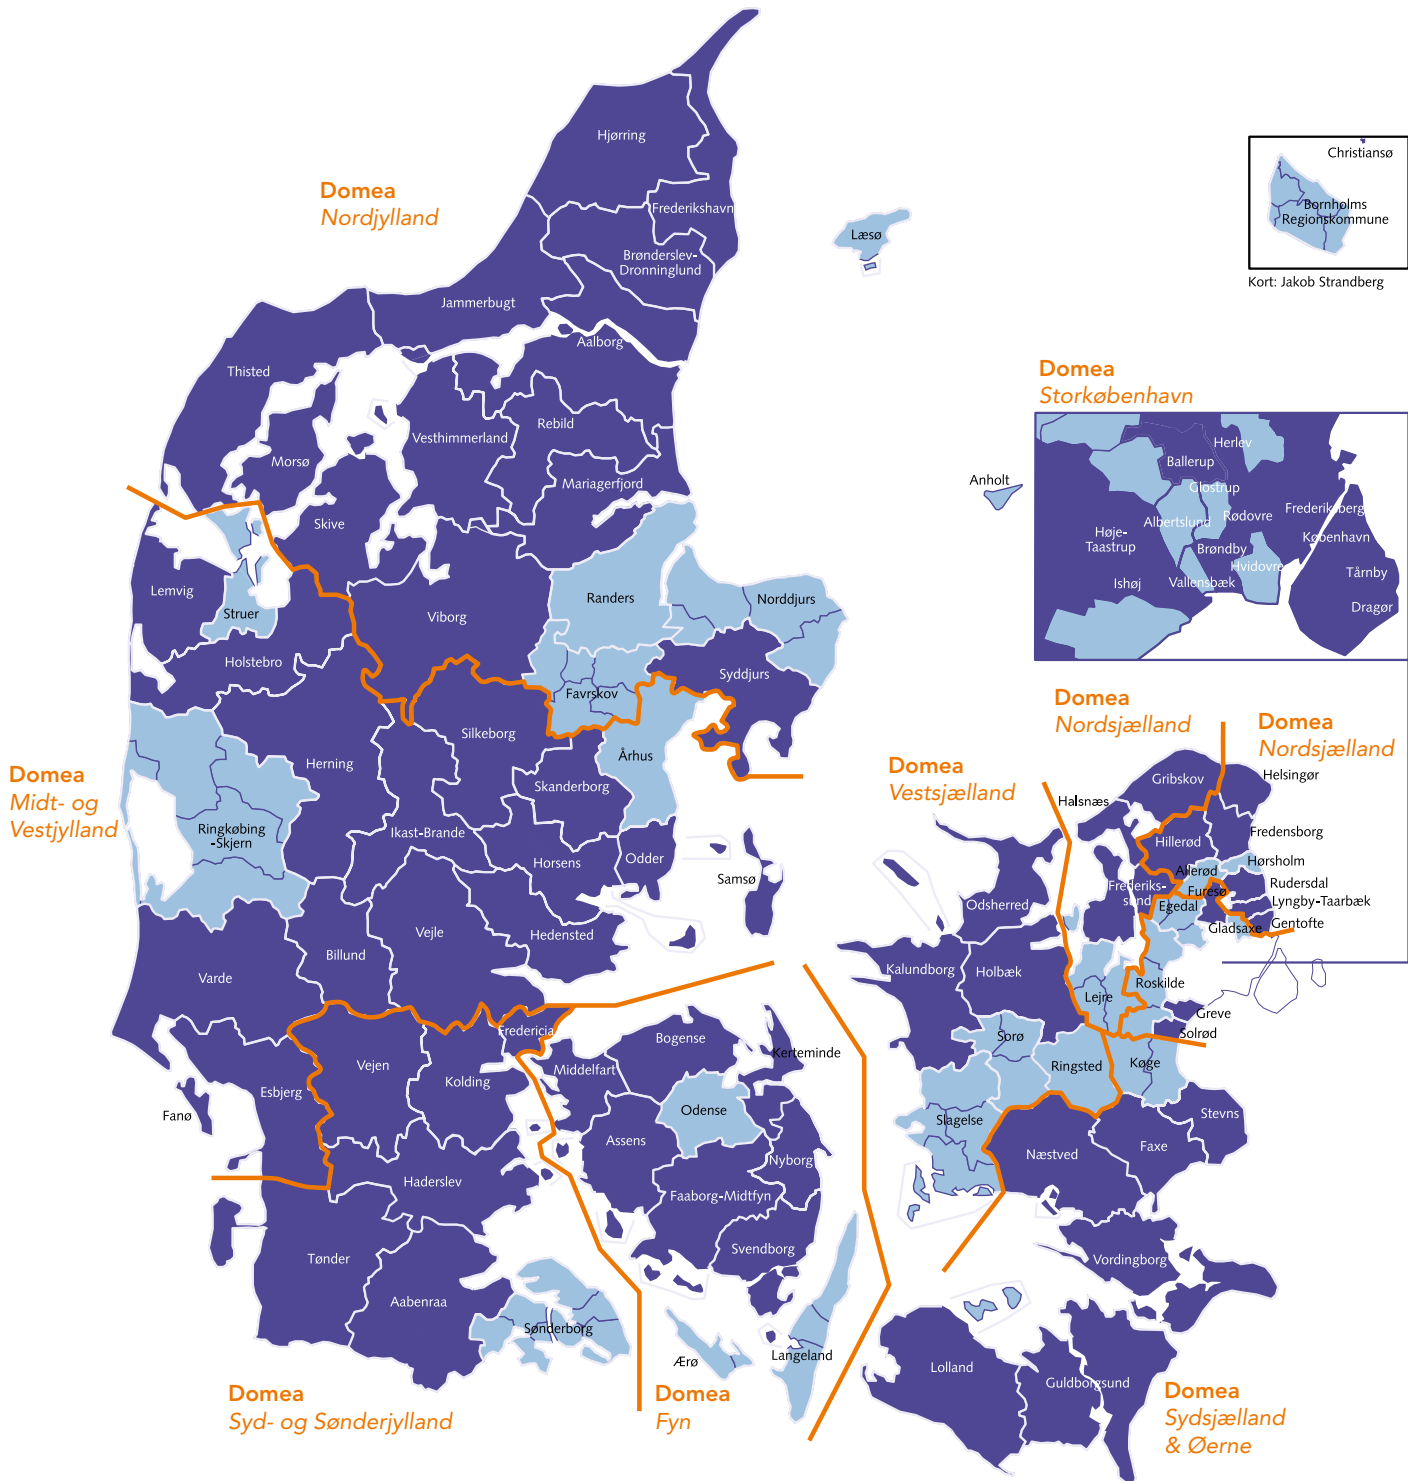 Hjørring
Christiansø
Domea
Nordjylland
Frederikshavn
Bornholms
Regionskommune
Læsø
Brønderslev-
Dronninglund
Kort: Jakob Strandberg
Jammerbugt
Aalborg
Thisted
Domea
Storkøbenhavn
Vesthimmerland
Rebild
Morsø
Mariagerfjord
Skive
Anholt
Herlev
Ballerup
Glostrup
Albertslund
Rødovre
Frederiksberg
København
Høje-
Taastrup
Brøndby
Hvidovre
Ishøj
Vallensbæk
Tårnby
Dragør
Lemvig
Struer
Viborg
Randers
Norddjurs
Holstebro
Syddjurs
Favrskov
Silkeborg
Århus
Herning
Skanderborg
Domea
Midt- og
Vestjylland
Ringkøbing
-Skjern
Ikast-Brande
Horsens
Odder
Samsø
Domea
Nordsjælland
Domea
Nordsjælland
Domea
Vestsjælland
Gribskov
Helsingør
Halsnæs
Fredensborg
Hillerød
Hørsholm
Allerød
Rudersdal
Frederiks-
sund
Furesø
Lyngby-Taarbæk
Egedal
Gladsaxe
Gentofte
Odsherred
Vejle
Hedensted
Billund
Varde
Kalundborg
Holbæk
Roskilde
Lejre
Greve
Solrød
Fredericia
Bogense
Kerteminde
Sorø
Ringsted
Køge
Vejen
Kolding
Middelfart
Esbjerg
Fanø
Odense
Assens
Slagelse
Stevns
Næstved
Faxe
Nyborg
Haderslev
Faaborg-Midtfyn
Svendborg
Tønder
Vordingborg
Aabenraa
Sønderborg
Ærø
Langeland
Lolland
Guldborgsund
Domea
Syd- og Sønderjylland
Domea
Fyn
Domea
Sydsjælland
& Øerne